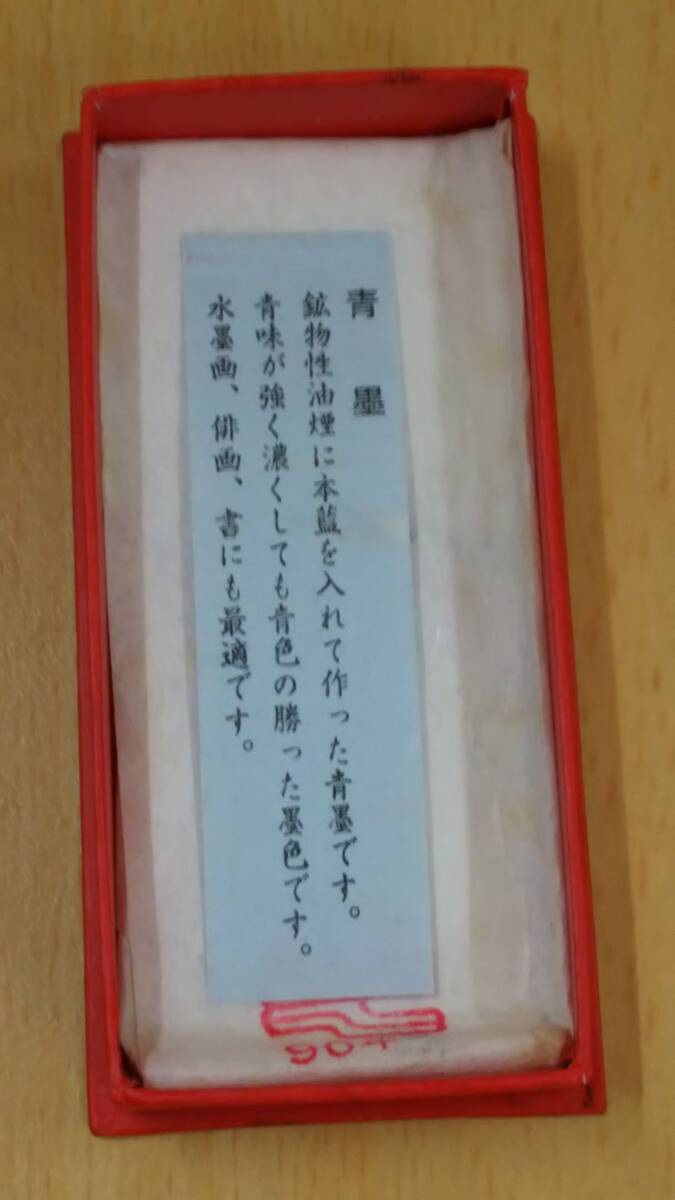 青墨
鉱物性油煙に本藍を入れて作った青墨です。
青味が強く濃くしても青色の勝った墨色です。
水墨画、俳画、書にも最適です。